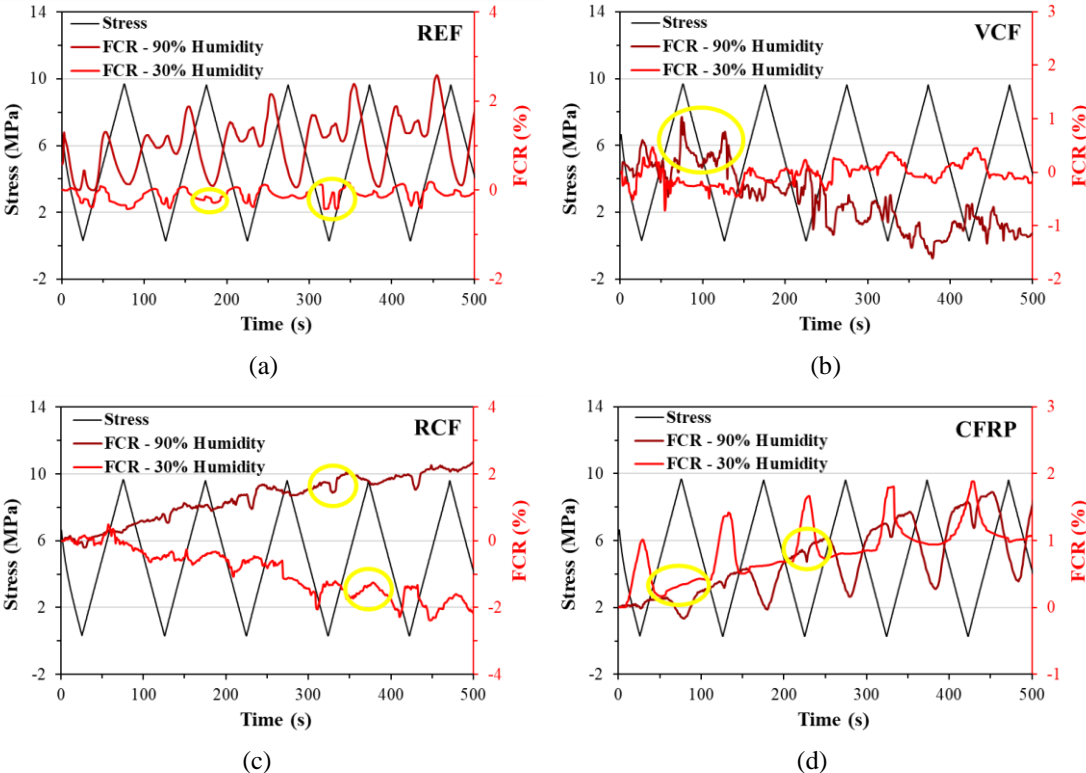 14
10
6
2
-2
Stress (MPa)
Stress
FCR - 90% Humidity
FCR - 30% Humidity
REF
4
2
0
-2
FCR (%)
0 100 200 300 400 500
Time (s)
(a)
14
10
6
2
-2
Stress (MPa)
Stress
FCR - 90% Humidity
FCR - 30% Humidity
VCF
3
2
1
0
-1
-2
FCR (%)
0 100 200 300 400 500
Time (s)
(b)
14
10
6
2
-2
Stress (MPa)
Stress
FCR - 90% Humidity
FCR - 30% Humidity
RCF
4
2
0
-2
-4
FCR (%)
0 100 200 300 400 500
Time (s)
(c)
14
10
6
2
-2
Stress (MPa)
Stress
FCR - 90% Humidity
FCR - 30% Humidity
CFRP
3
2
1
0
-1
FCR (%)
0 100 200 300 400 500
Time (s)
(d)